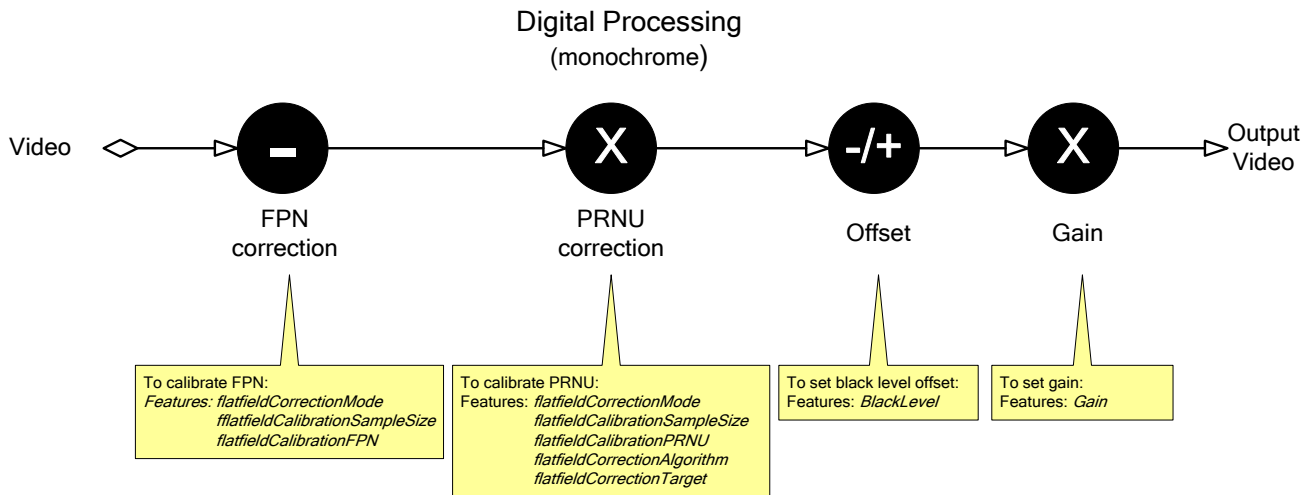 Digital Processing
(monochrome)
Video
-
X
-/+
X
Output
Video
FPN
correction
PRNU
correction
Offset
Gain
To calibrate FPN:
Features: flatfieldCorrectionMode
fflatfieldCalibrationSampleSize
flatfieldCalibrationFPN
To calibrate PRNU:
Features: flatfieldCorrectionMode
flatfieldCalibrationSampleSize
flatfieldCalibrationPRNU
flatfieldCorrectionAlgorithm
flatfieldCorrectionTarget
To set black level offset:
Features: BlackLevel
To set gain:
Features: Gain